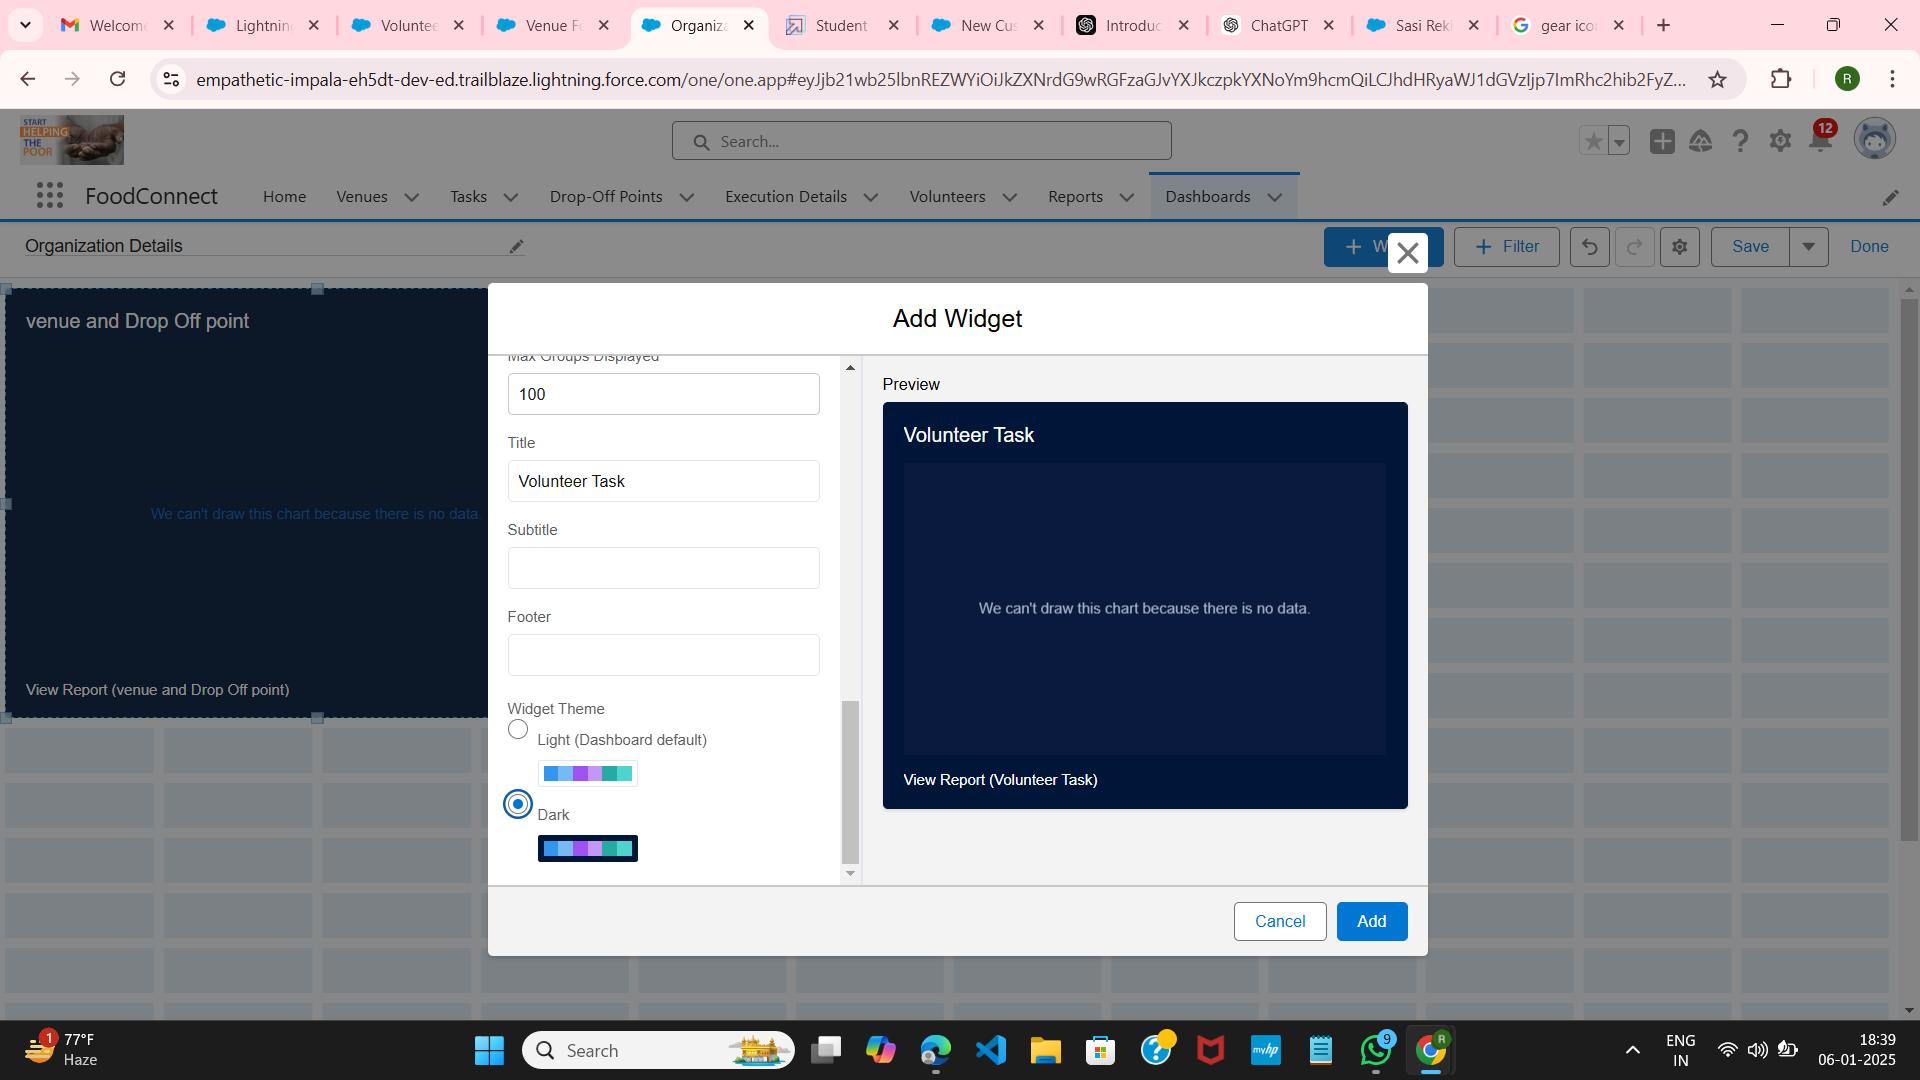 Welcome
Lightning
Voluntee
Venue Fe
Organiza
Student
New Cus
Introduc
ChatGPT
Sasi Reki
gear icon
empathetic-impala-eh5dt-dev-ed.trailblaze.lightning.force.com/one/one.app#eyJjb21wb25lbnREZWYiOiJkZXNrdG9wRGFzaGJvYXJkczpkYXNoYm9hcmQiLCJhdHRyaWJ1dGVzIjp7ImRhc2hib2FyZ...
R
START
HELPING
THE
POOR
Search...
12
FoodConnect
Home
Venues
Tasks
Drop-Off Points
Execution Details
Volunteers
Reports
Dashboards
Organization Details
+ W
+ Filter
Save
Done
venue and Drop Off point
We can't draw this chart because there is no data.
View Report (venue and Drop Off point)
Add Widget
Max Groups Displayed
100
Title
Volunteer Task
Subtitle
Footer
Widget Theme
Light (Dashboard default)
Dark
Preview
Volunteer Task
We can't draw this chart because there is no data.
View Report (Volunteer Task)
Cancel
Add
1
77°F
Haze
Search
myhp
9
R
ENG
IN
18:39
06-01-2025